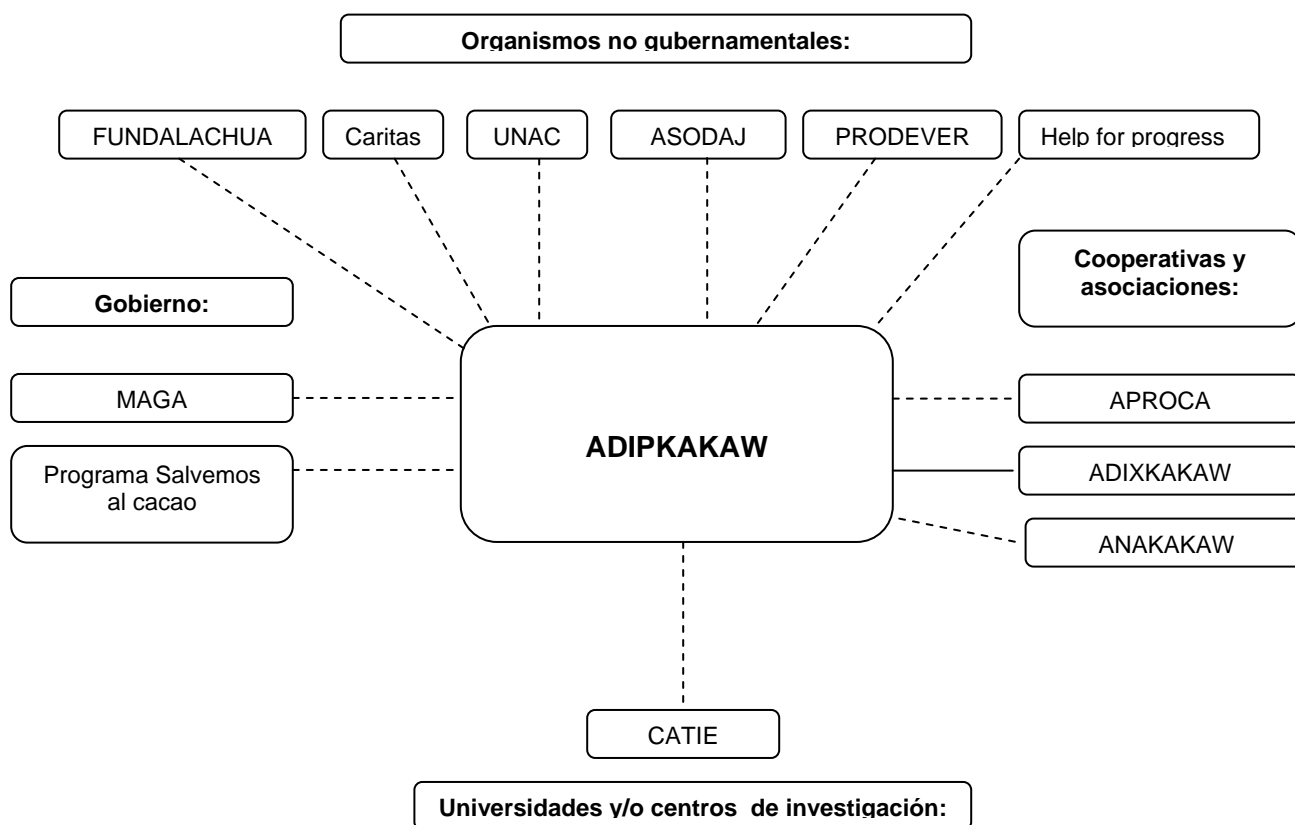 Organismos no gubernamentales:
FUNDALACHUA
Caritas
UNAC
ASODAJ
PRODEVER
Help for progress
Cooperativas y
asociaciones:
Gobierno:
MAGA
APROCA
ADIPKAKAW
Programa Salvemos
al cacao
ADIXKAKAW
ANAKAKAW
CATIE
Universidades y/o centros de investigación: